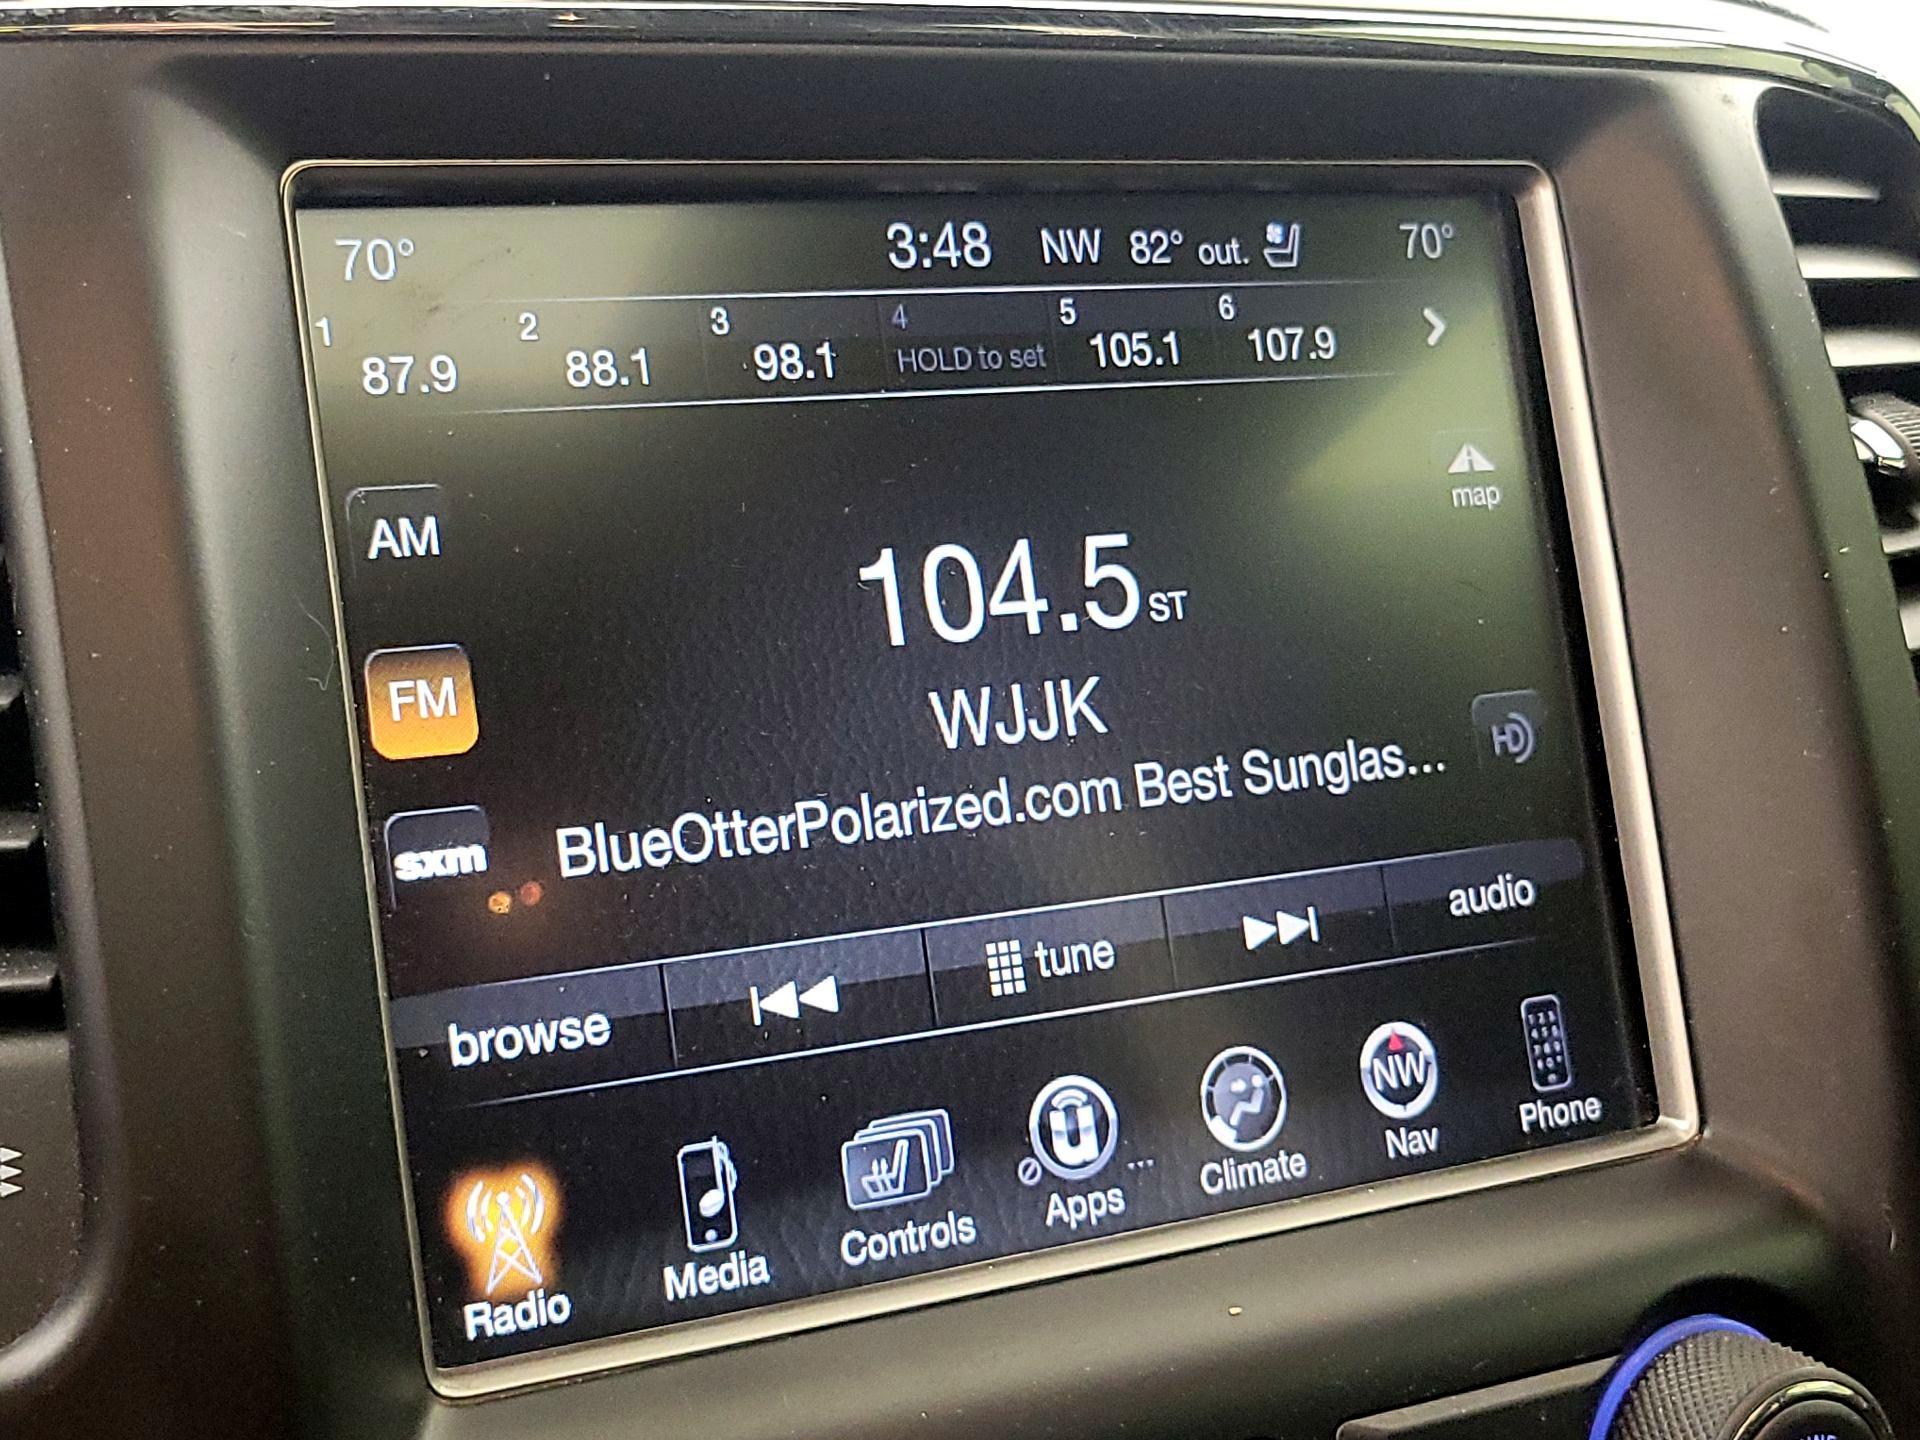 70° 3:48 NW 82° out. 70°
1 2 3 4 5 6
87.9 88.1 98.1 HOLD to set 105.1 107.9
map
AM
104.5 ST
FM
WJJK
HD
sxm
BlueOtterPolarized.com Best Sunglas...
browse tune audio
NW
Radio Media Controls Apps Climate Nav Phone